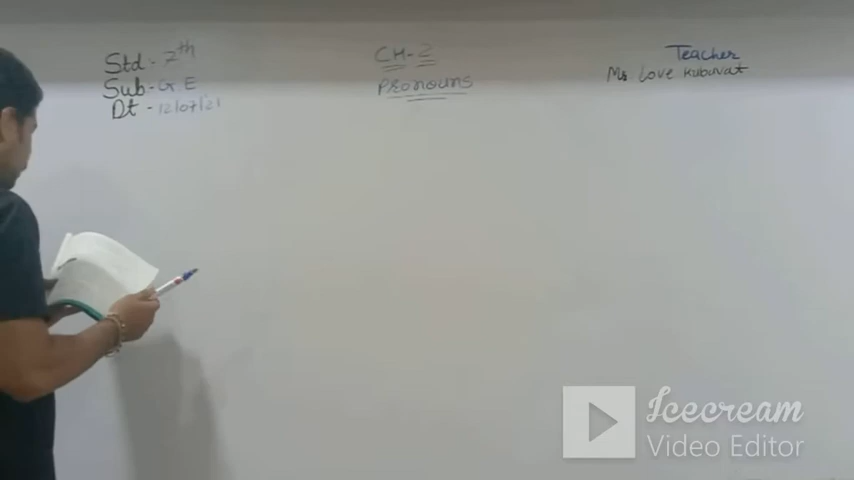 Std - 7th
Sub - G E
Dt - 12/07/21
CH-2
Pronouns
Teacher
Ms. Love Kubavat
Icecream
Video Editor